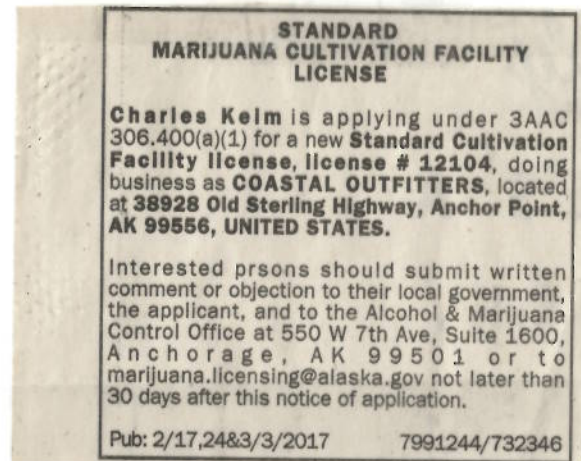 STANDARD
MARIJUANA CULTIVATION FACILITY
LICENSE
Charles Keim is applying under 3AAC
306.400(a)(1) for a new Standard Cultivation
Facility license, license # 12104, doing
business as COASTAL OUTFITTERS, located
at 38928 Old Sterling Highway, Anchor Point,
AK 99556, UNITED STATES.
Interested prsons should submit written
comment or objection to their local government,
the applicant, and to the Alcohol & Marijuana
Control Office at 550 W 7th Ave, Suite 1600,
Anchorage, AK 99501 or to
marijuana.licensing@alaska.gov not later than
30 days after this notice of application.
Pub: 2/17,24&3/3/2017 7991244/732346